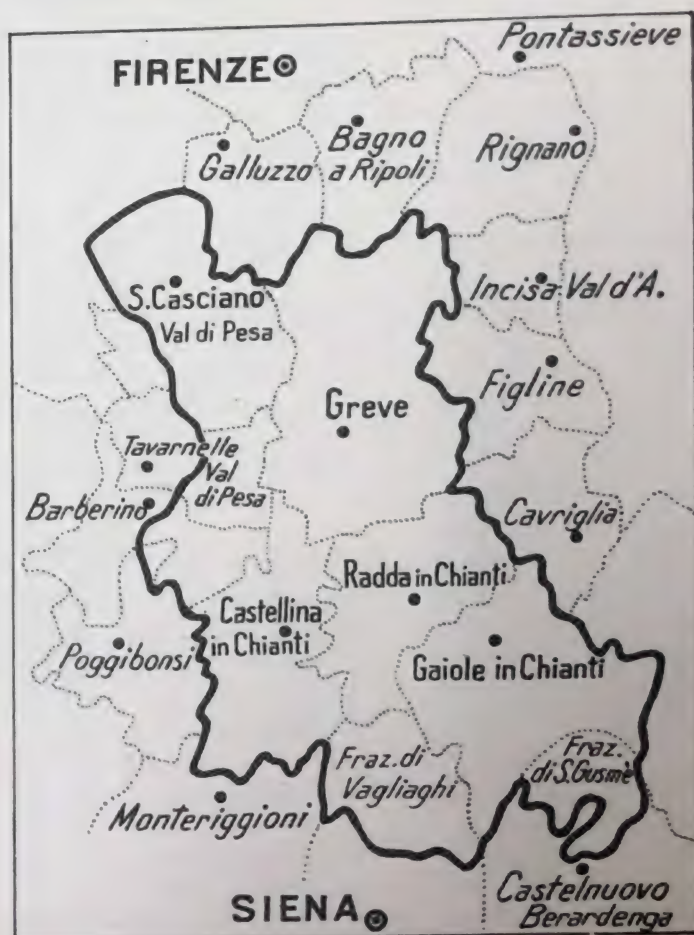 Pontassieve
FIRENZE
Galluzzo
Bagno
a Ripoli
Rignano
S. Casciano
Val di Pesa
Incisa Val d'A.
Greve
Figline
Tavarnelle
Val
di Pesa
Barberino
Cavriglia
Radda in Chianti
Castellina
in Chianti
Poggibonsi
Gaiole in Chianti
Fraz. di
Vagliaghi
Fraz.
di S. Gusmè
Monteriggioni
Castelnuovo
Berardenga
SIENA